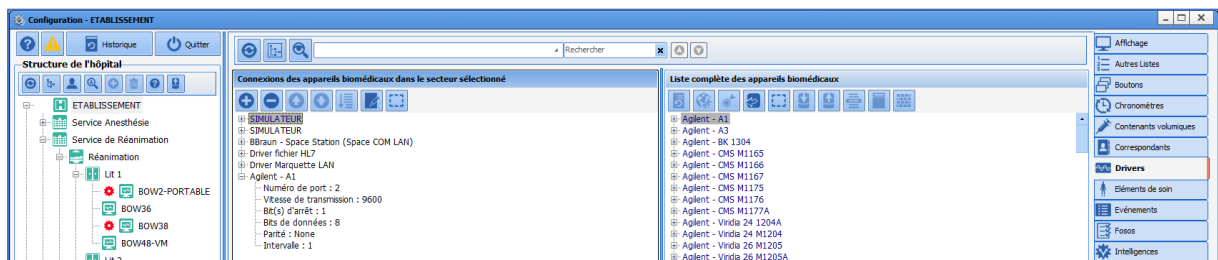 Configuration - ETABLISSEMENT
Historique
Quitter
Structure de l'hôpital
ETABLISSEMENT
Service Anesthésie
Service de Réanimation
Réanimation
Lit 1
BOW2-PORTABLE
BOW36
BOW38
BOW48-VM
Lit 2
Rechercher
Connexions des appareils biomédicaux dans le secteur sélectionné
SIMULATEUR
SIMULATEUR
BBraun - Space Station (Space COM LAN)
Driver fichier HL7
Driver Marquette LAN
Agilent - A1
Numéro de port : 2
Vitesse de transmission : 9600
Bit(s) d'arrêt : 1
Bits de données : 8
Parité : None
Intervalle : 1
Liste complète des appareils biomédicaux
Agilent - A1
Agilent - A3
Agilent - BK 1304
Agilent - CMS M1165
Agilent - CMS M1166
Agilent - CMS M1167
Agilent - CMS M1175
Agilent - CMS M1176
Agilent - CMS M1177A
Agilent - Viridia 24 1204A
Agilent - Viridia 24 M1204
Agilent - Viridia 26 M1205
Agilent - Viridia 26 M1205A
Affichage
Autres Listes
Boutons
Chronomètres
Contenants volumiques
Correspondants
Drivers
Eléments de soin
Evénements
Fosos
Intelligences